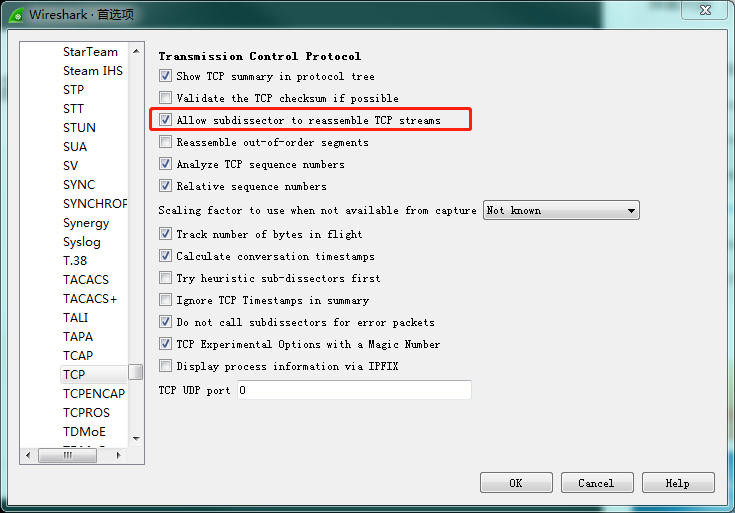 Wireshark · 首选项
StarTeam
Steam IHS
STP
STT
STUN
SUA
SV
SYNC
SYNCHROP
Synergy
Syslog
T.38
TACACS
TACACS+
TALI
TAPA
TCAP
TCP
TCPENCAP
TCPROS
TDMoE
Transmission Control Protocol
Show TCP summary in protocol tree
Validate the TCP checksum if possible
Allow subdissector to reassemble TCP streams
Reassemble out-of-order segments
Analyze TCP sequence numbers
Relative sequence numbers
Scaling factor to use when not available from capture Not known
Track number of bytes in flight
Calculate conversation timestamps
Try heuristic sub-dissectors first
Ignore TCP Timestamps in summary
Do not call subdissectors for error packets
TCP Experimental Options with a Magic Number
Display process information via IPFIX
TCP UDP port 0
OK Cancel Help